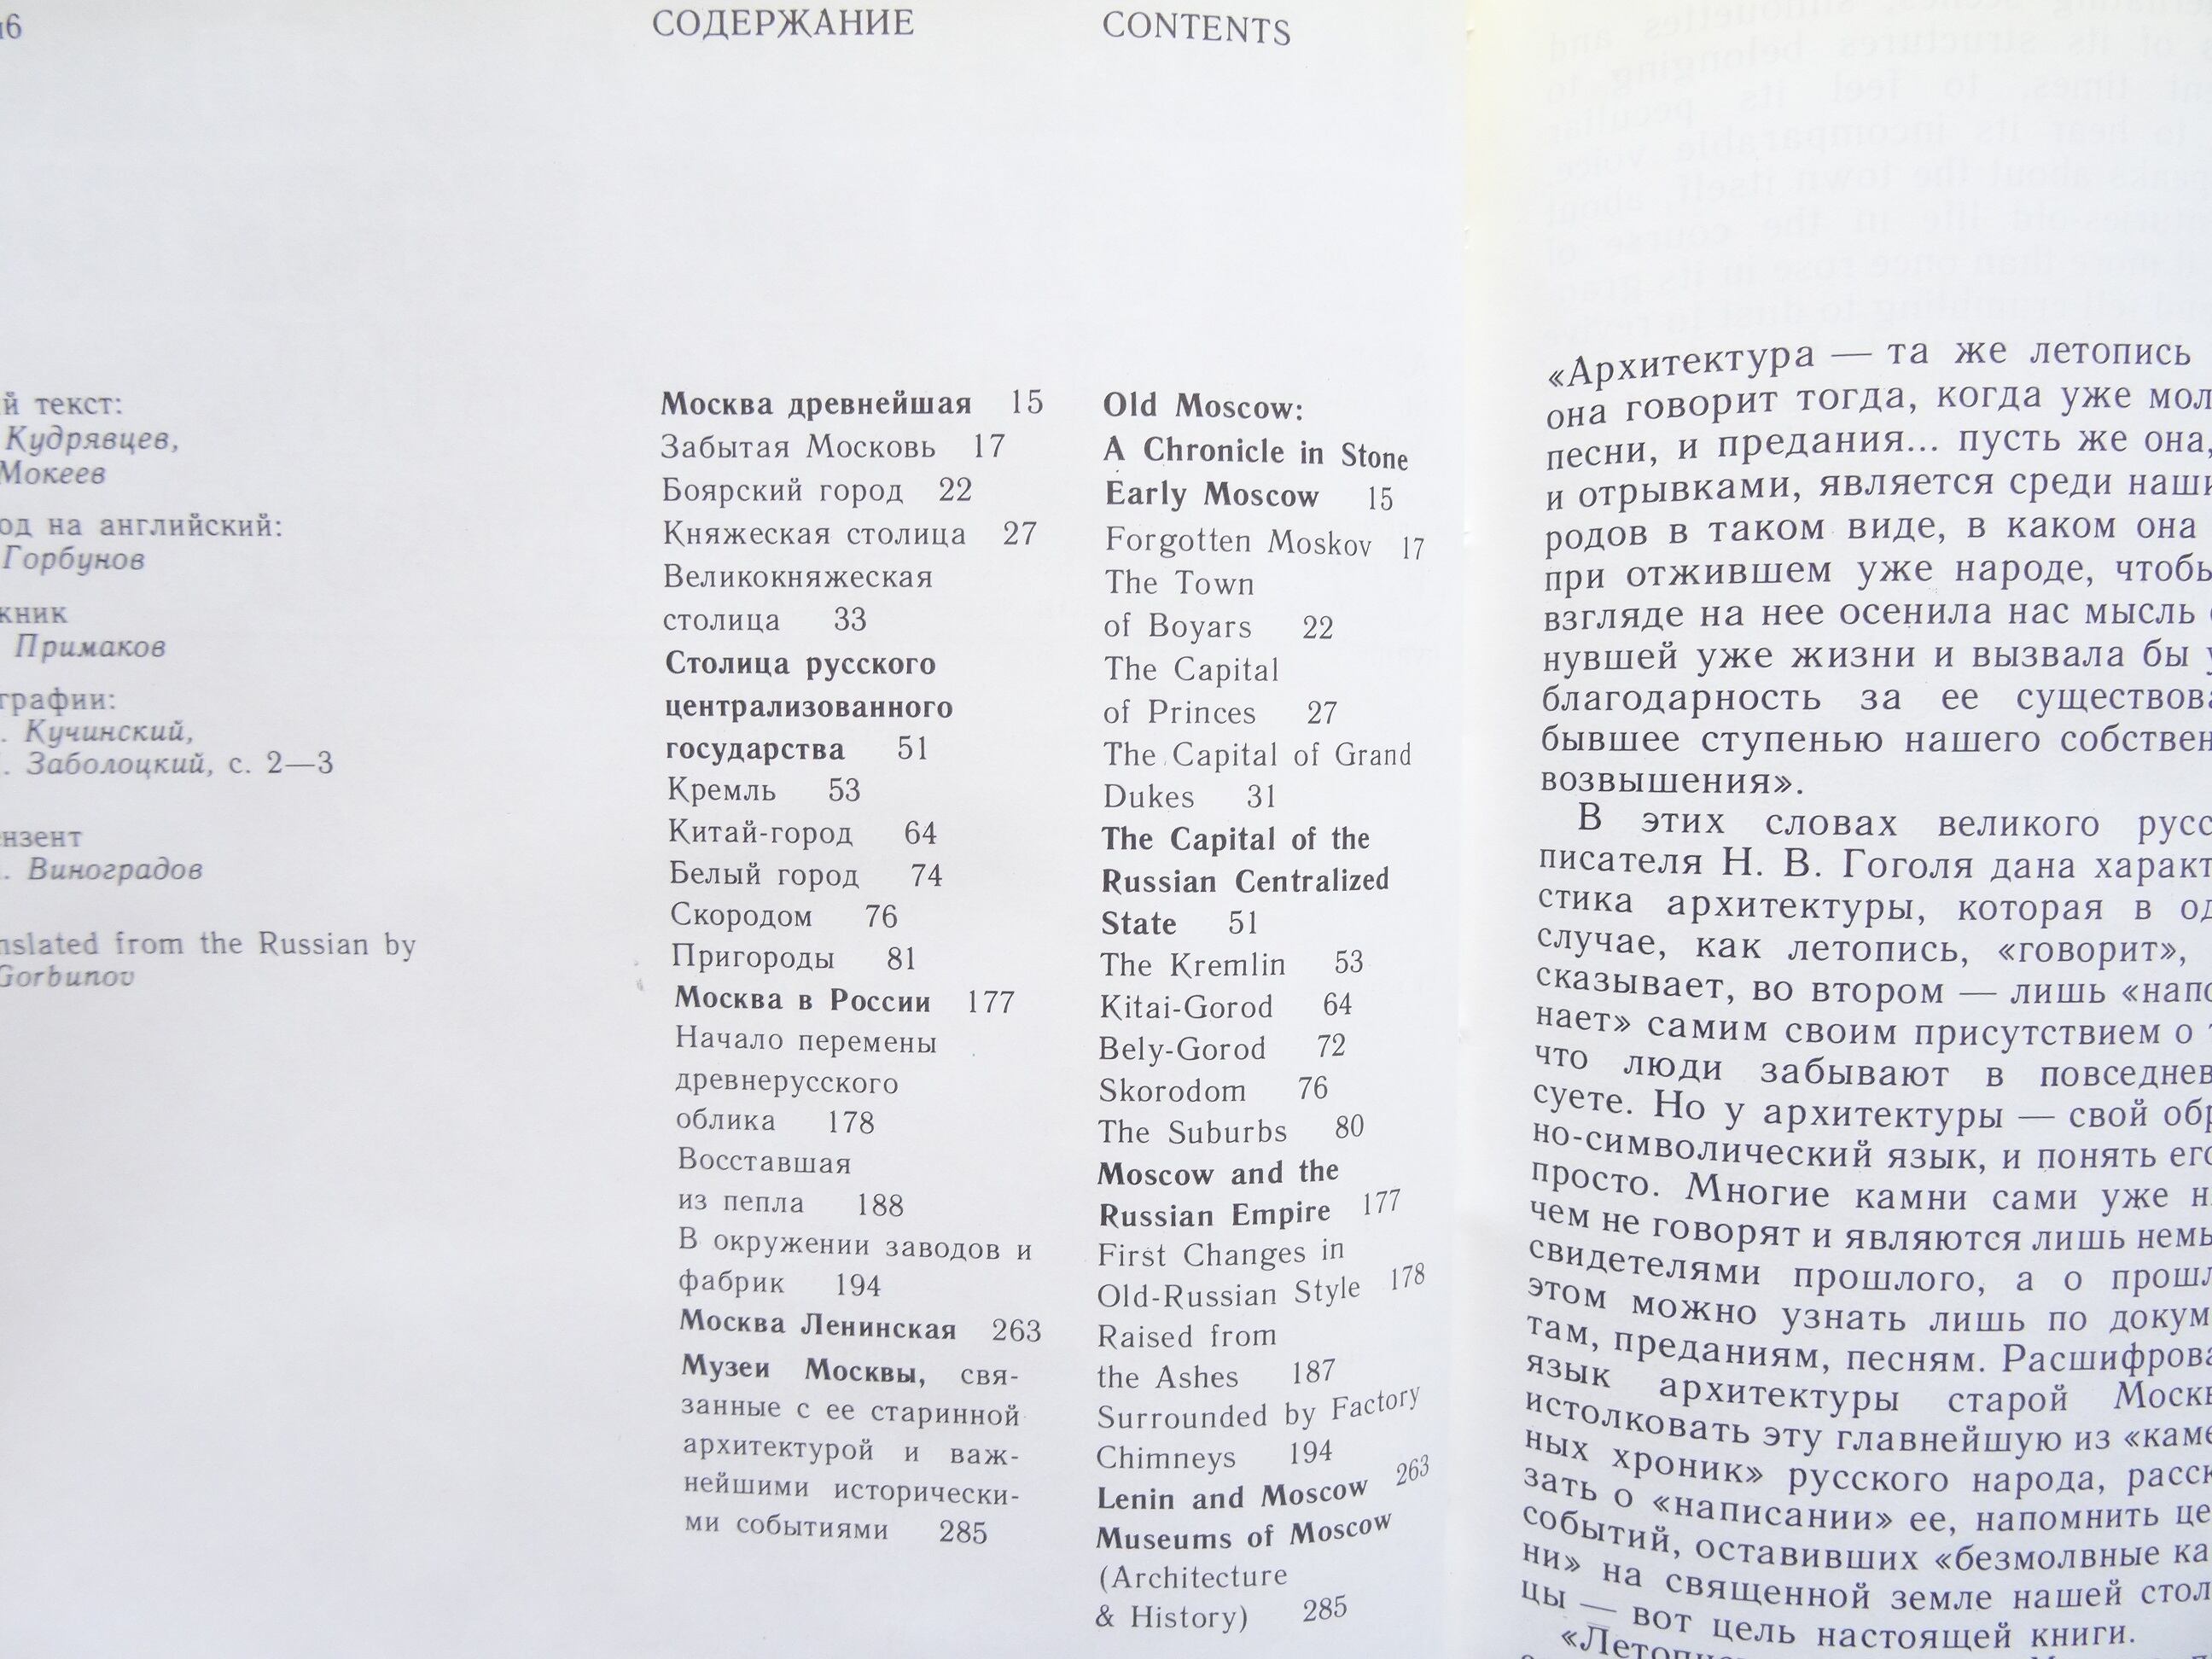 16
й текст:
Кудрявцев,
Мокеев
од на английский:
Горбунов
жник
Примаков
графии:
. Кучинский,
. Заболоцкий, с. 2—3
нзент
. Виноградов
nslated from the Russian by
Gorbunov
СОДЕРЖАНИЕ
Москва древнейшая 15
Забытая Московь 17
Боярский город 22
Княжеская столица 27
Великокняжеская
столица 33
Столица русского
централизованного
государства 51
Кремль 53
Китай-город 64
Белый город 74
Скородом 76
Пригороды 81
Москва в России 177
Начало перемены
древнерусского
облика 178
Восставшая
из пепла 188
В окружении заводов и
фабрик 194
Москва Ленинская 263
Музеи Москвы, свя-
занные с ее старинной
архитектурой и важ-
нейшими исторически-
ми событиями 285
CONTENTS
Old Moscow:
A Chronicle in Stone
Early Moscow 15
Forgotten Moskov 17
The Town
of Boyars 22
The Capital
of Princes 27
The Capital of Grand
Dukes 31
The Capital of the
Russian Centralized
State 51
The Kremlin 53
Kitai-Gorod 64
Bely-Gorod 72
Skorodom 76
The Suburbs 80
Moscow and the
Russian Empire 177
First Changes in
Old-Russian Style 178
Raised from
the Ashes 187
Surrounded by Factory
Chimneys 194
Lenin and Moscow 263
Museums of Moscow
(Architecture
& History) 285
«Архитектура — та же летопись
она говорит тогда, когда уже мол
песни, и предания... пусть же она,
и отрывками, является среди наши
родов в таком виде, в каком она
при отжившем уже народе, чтобы
взгляде на нее осенила нас мысль
нувшей уже жизни и вызвала бы у
благодарность за ее существова
бывшее ступенью нашего собствен
возвышения».
В этих словах великого русс
писателя Н. В. Гоголя дана характ
стика архитектуры, которая в од
случае, как летопись, «говорит»,
сказывает, во втором — лишь «напо
нает» самим своим присутствием о т
что люди забывают в повседнев
суете. Но у архитектуры — свой обр
но-символический язык, и понять его
просто. Многие камни сами уже н
чем не говорят и являются лишь немы
свидетелями прошлого, а о прошл
этом можно узнать лишь по докум
там, преданиям, песням. Расшифрова
язык архитектуры старой Москв
истолковать эту главнейшую из «каме
ных хроник» русского народа, расск
зать о «написании» ее, напомнить це
событий, оставивших «безмолвные ка
ни» на священной земле нашей стол
цы — вот цель настоящей книги.
«Летопис